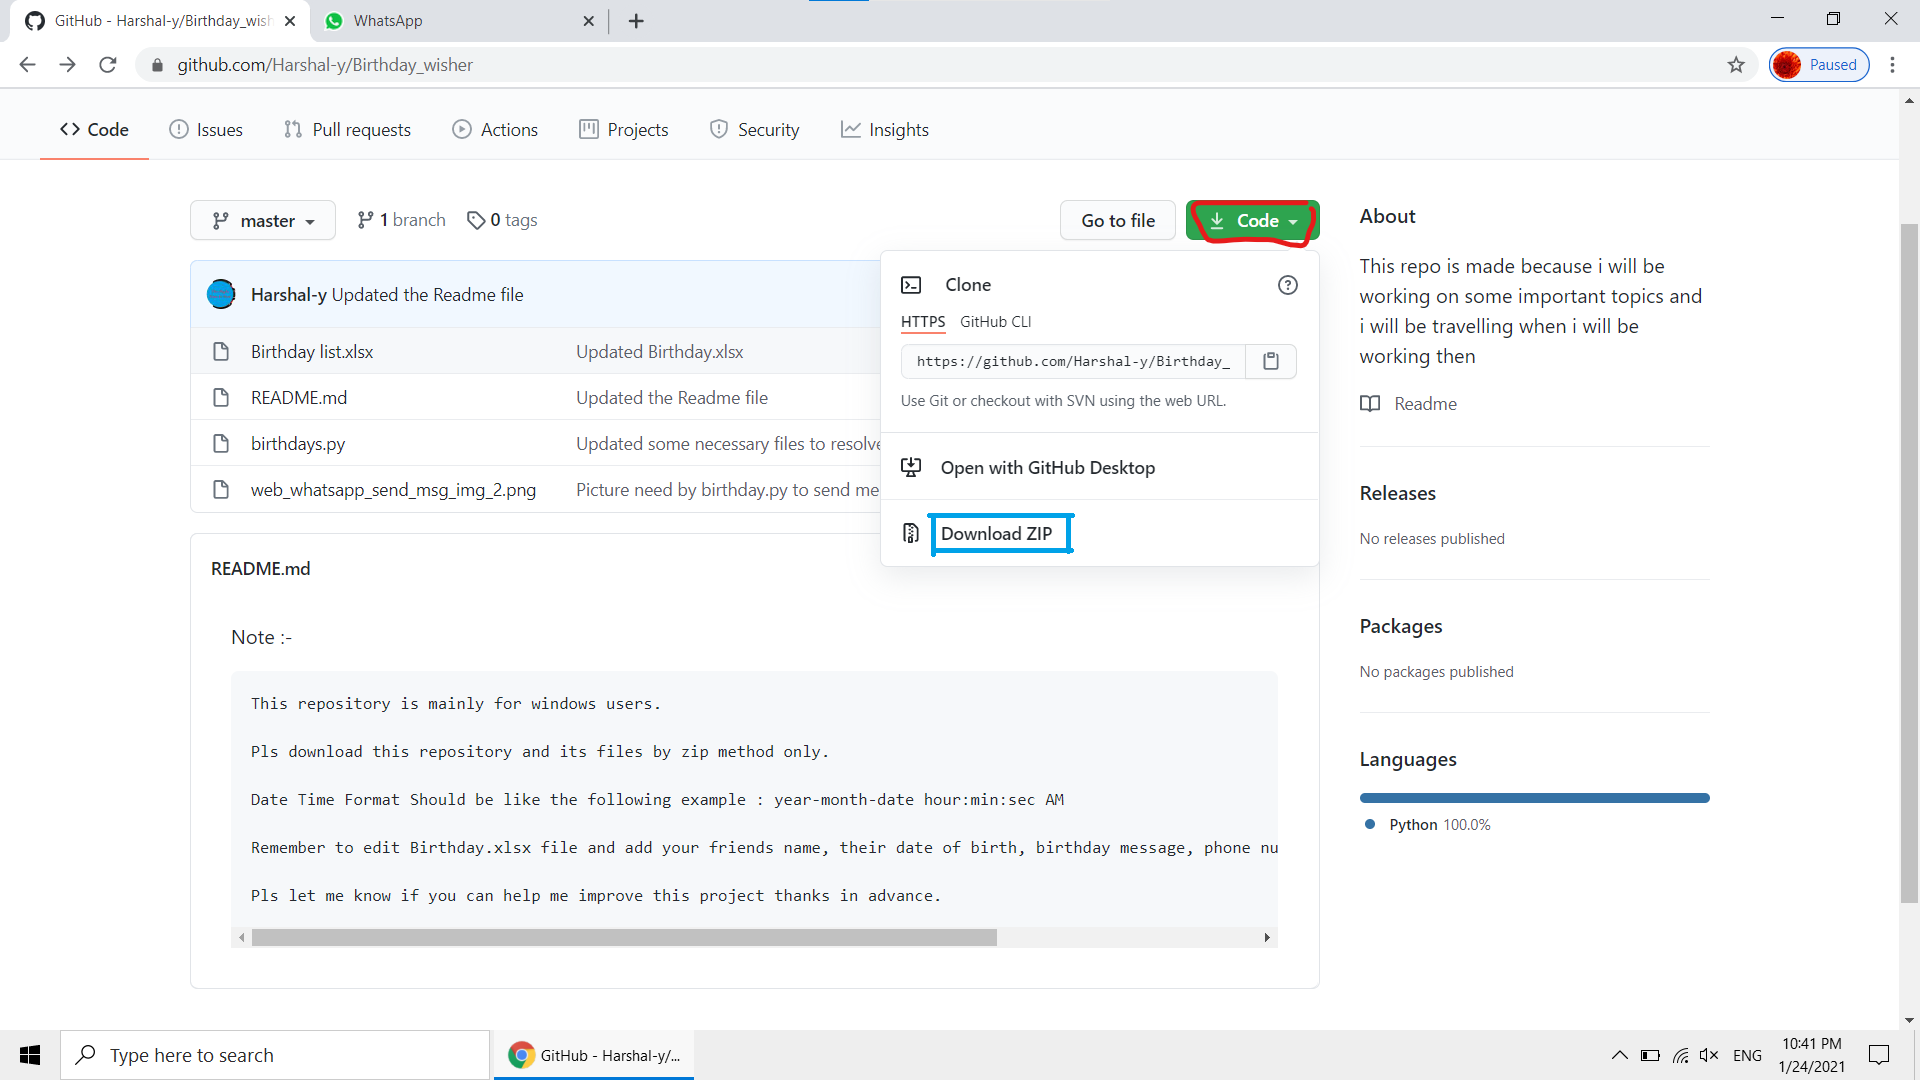 GitHub - Harshal-y/Birthday_wish
WhatsApp
github.com/Harshal-y/Birthday_wisher
Paused
Code
Issues
Pull requests
Actions
Projects
Security
Insights
master
1 branch
0 tags
Go to file
Code
Harshal-y Updated the Readme file
Birthday list.xlsx
Updated Birthday.xlsx
README.md
Updated the Readme file
birthdays.py
Updated some necessary files to resolve
web_whatsapp_send_msg_img_2.png
Picture need by birthday.py to send me
Clone
HTTPS
GitHub CLI
https://github.com/Harshal-y/Birthday_
Use Git or checkout with SVN using the web URL.
Open with GitHub Desktop
Download ZIP
README.md
Note :-
This repository is mainly for windows users.
Pls download this repository and its files by zip method only.
Date Time Format Should be like the following example : year-month-date hour:min:sec AM
Remember to edit Birthday.xlsx file and add your friends name, their date of birth, birthday message, phone nu
Pls let me know if you can help me improve this project thanks in advance.
About
This repo is made because i will be
working on some important topics and
i will be travelling when i will be
working then
Readme
Releases
No releases published
Packages
No packages published
Languages
Python 100.0%
Type here to search
GitHub - Harshal-y/...
ENG
10:41 PM
1/24/2021